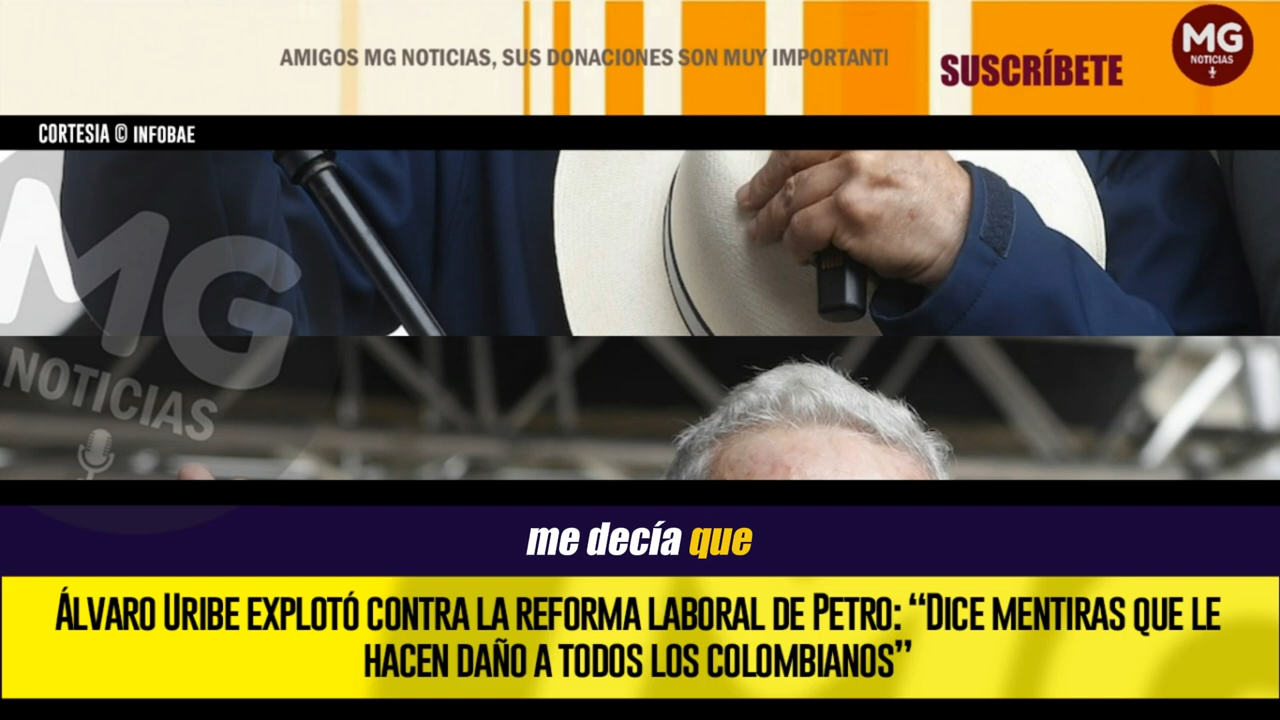 AMIGOS MG NOTICIAS, SUS DONACIONES SON MUY IMPORTANTI
SUSCRÍBETE
MG
NOTICIAS
CORTESIA © INFOBAE
MG
NOTICIAS
me decía que
ÁLVARO URIBE EXPLOTÓ CONTRA LA REFORMA LABORAL DE PETRO: “DICE MENTIRAS QUE LE
HACEN DAÑO A TODOS LOS COLOMBIANOS”